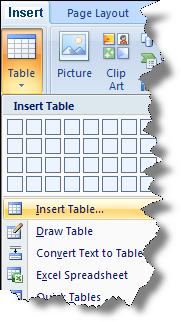 Insert Page Layout
Table Picture Clip Art
Insert Table
Insert Table...
Draw Table
Convert Text to Table
Excel Spreadsheet
Quick Tables